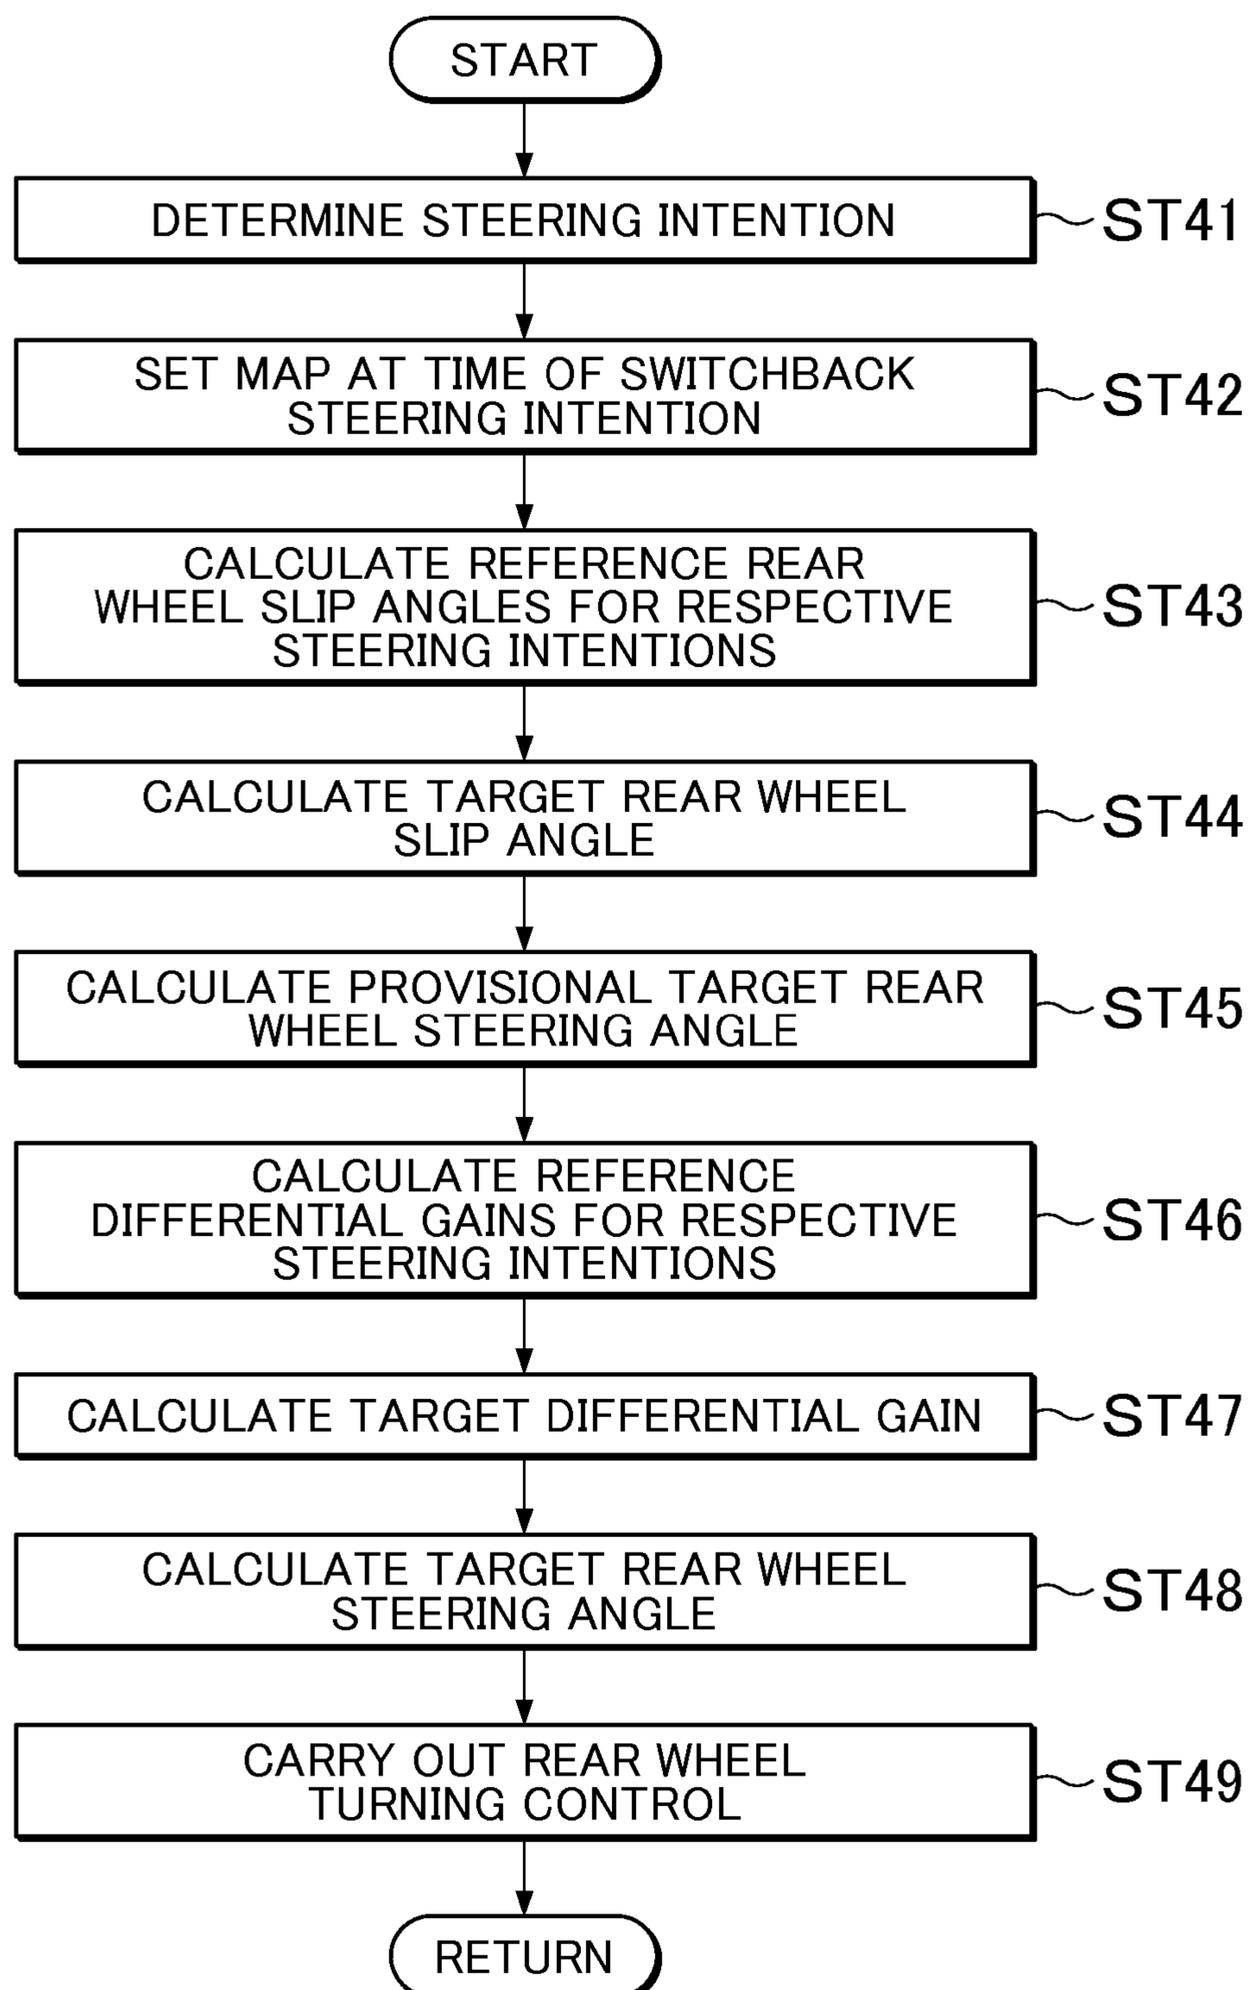 START
DETERMINE STEERING INTENTION
ST41
SET MAP AT TIME OF SWITCHBACK
STEERING INTENTION
ST42
CALCULATE REFERENCE REAR
WHEEL SLIP ANGLES FOR RESPECTIVE
STEERING INTENTIONS
ST43
CALCULATE TARGET REAR WHEEL
SLIP ANGLE
ST44
CALCULATE PROVISIONAL TARGET REAR
WHEEL STEERING ANGLE
ST45
CALCULATE REFERENCE
DIFFERENTIAL GAINS FOR RESPECTIVE
STEERING INTENTIONS
ST46
CALCULATE TARGET DIFFERENTIAL GAIN
ST47
CALCULATE TARGET REAR WHEEL
STEERING ANGLE
ST48
CARRY OUT REAR WHEEL
TURNING CONTROL
ST49
RETURN